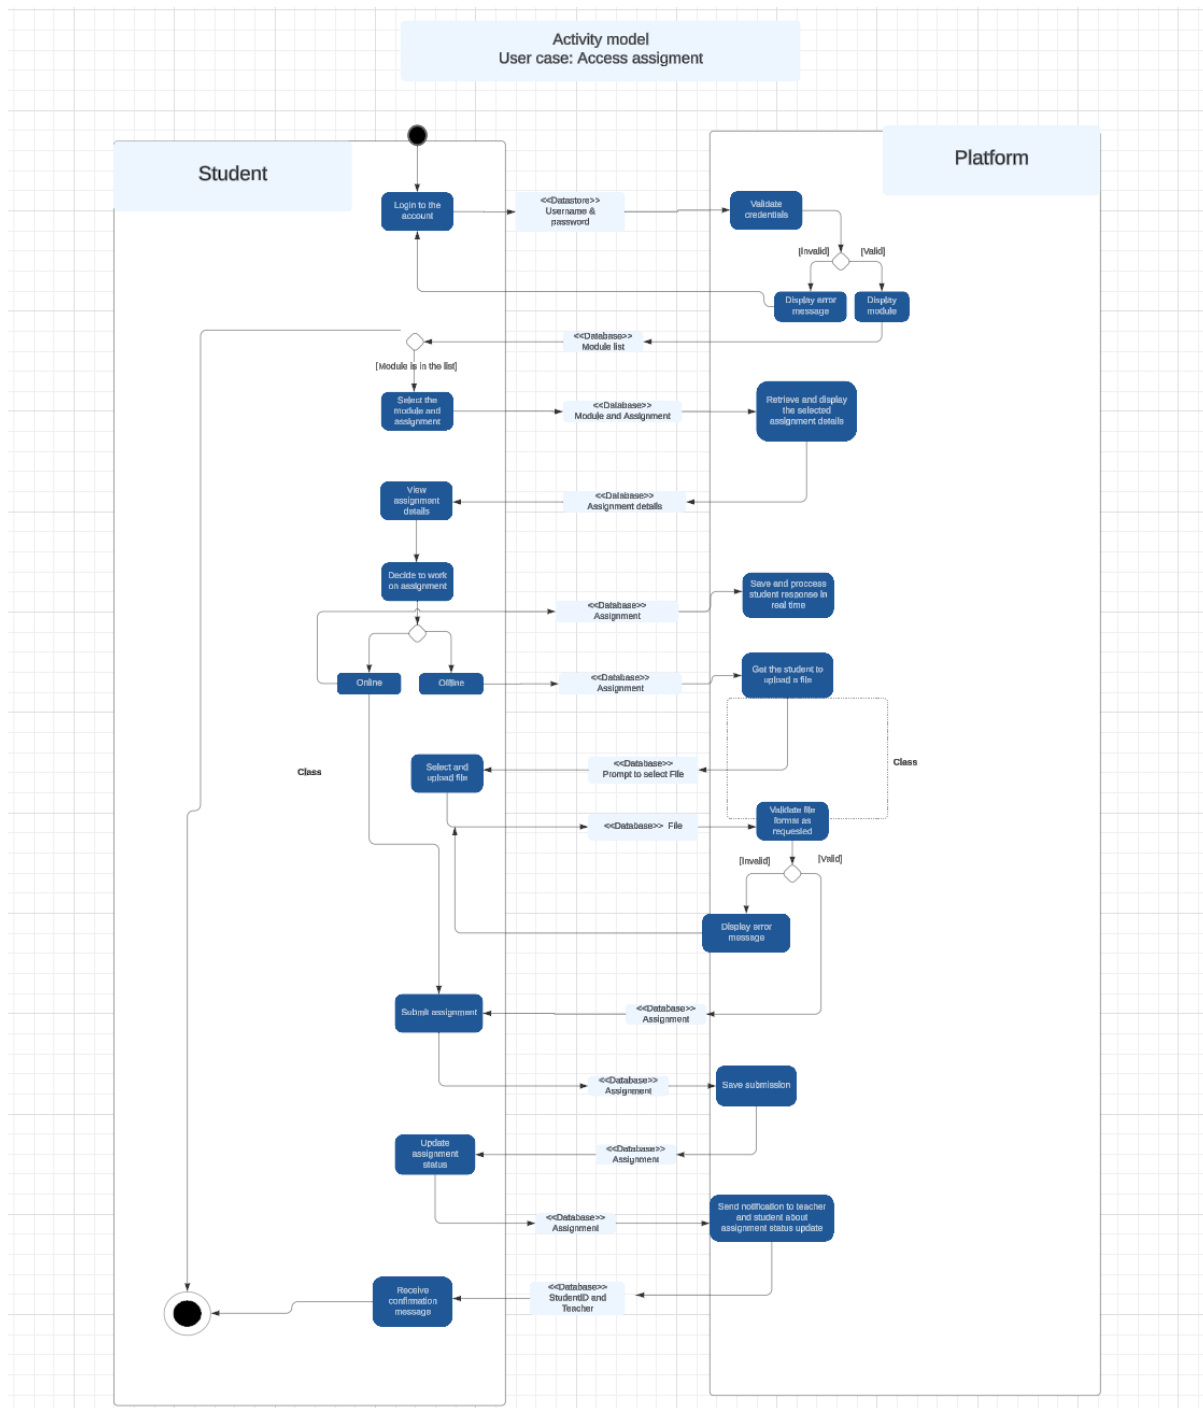 Activity model
User case: Access assigment
Student
Platform
Login to the
account
<<Datastore>>
Username &
password
Validate
credentials
[Invalid]
[Valid]
Display error
message
Display
module
<<Database>>
Module list
[Module is in the list]
Select the
module and
assignment
<<Database>>
Module and Assignment
Retrieve and display
the selected
assignment details
View
assignment
details
<<Database>>
Assignment details
Decide to work
on assignment
<<Database>>
Assignment
Save and proccess
student response in
real time
Online
Offline
<<Database>>
Assignment
Get the student to
upload a file
Class
Select and
upload file
<<Database>>
Prompt to select File
Class
<<Database>> File
Validate file
format as
requested
[Invalid]
[Valid]
Display error
message
Submit assignment
<<Database>>
Assignment
<<Database>>
Assignment
Save submission
Update
assignment
status
<<Database>>
Assignment
<<Database>>
Assignment
Send notification to teacher
and student about
assignment status update
Receive
confirmation
message
<<Database>>
StudentID and
Teacher